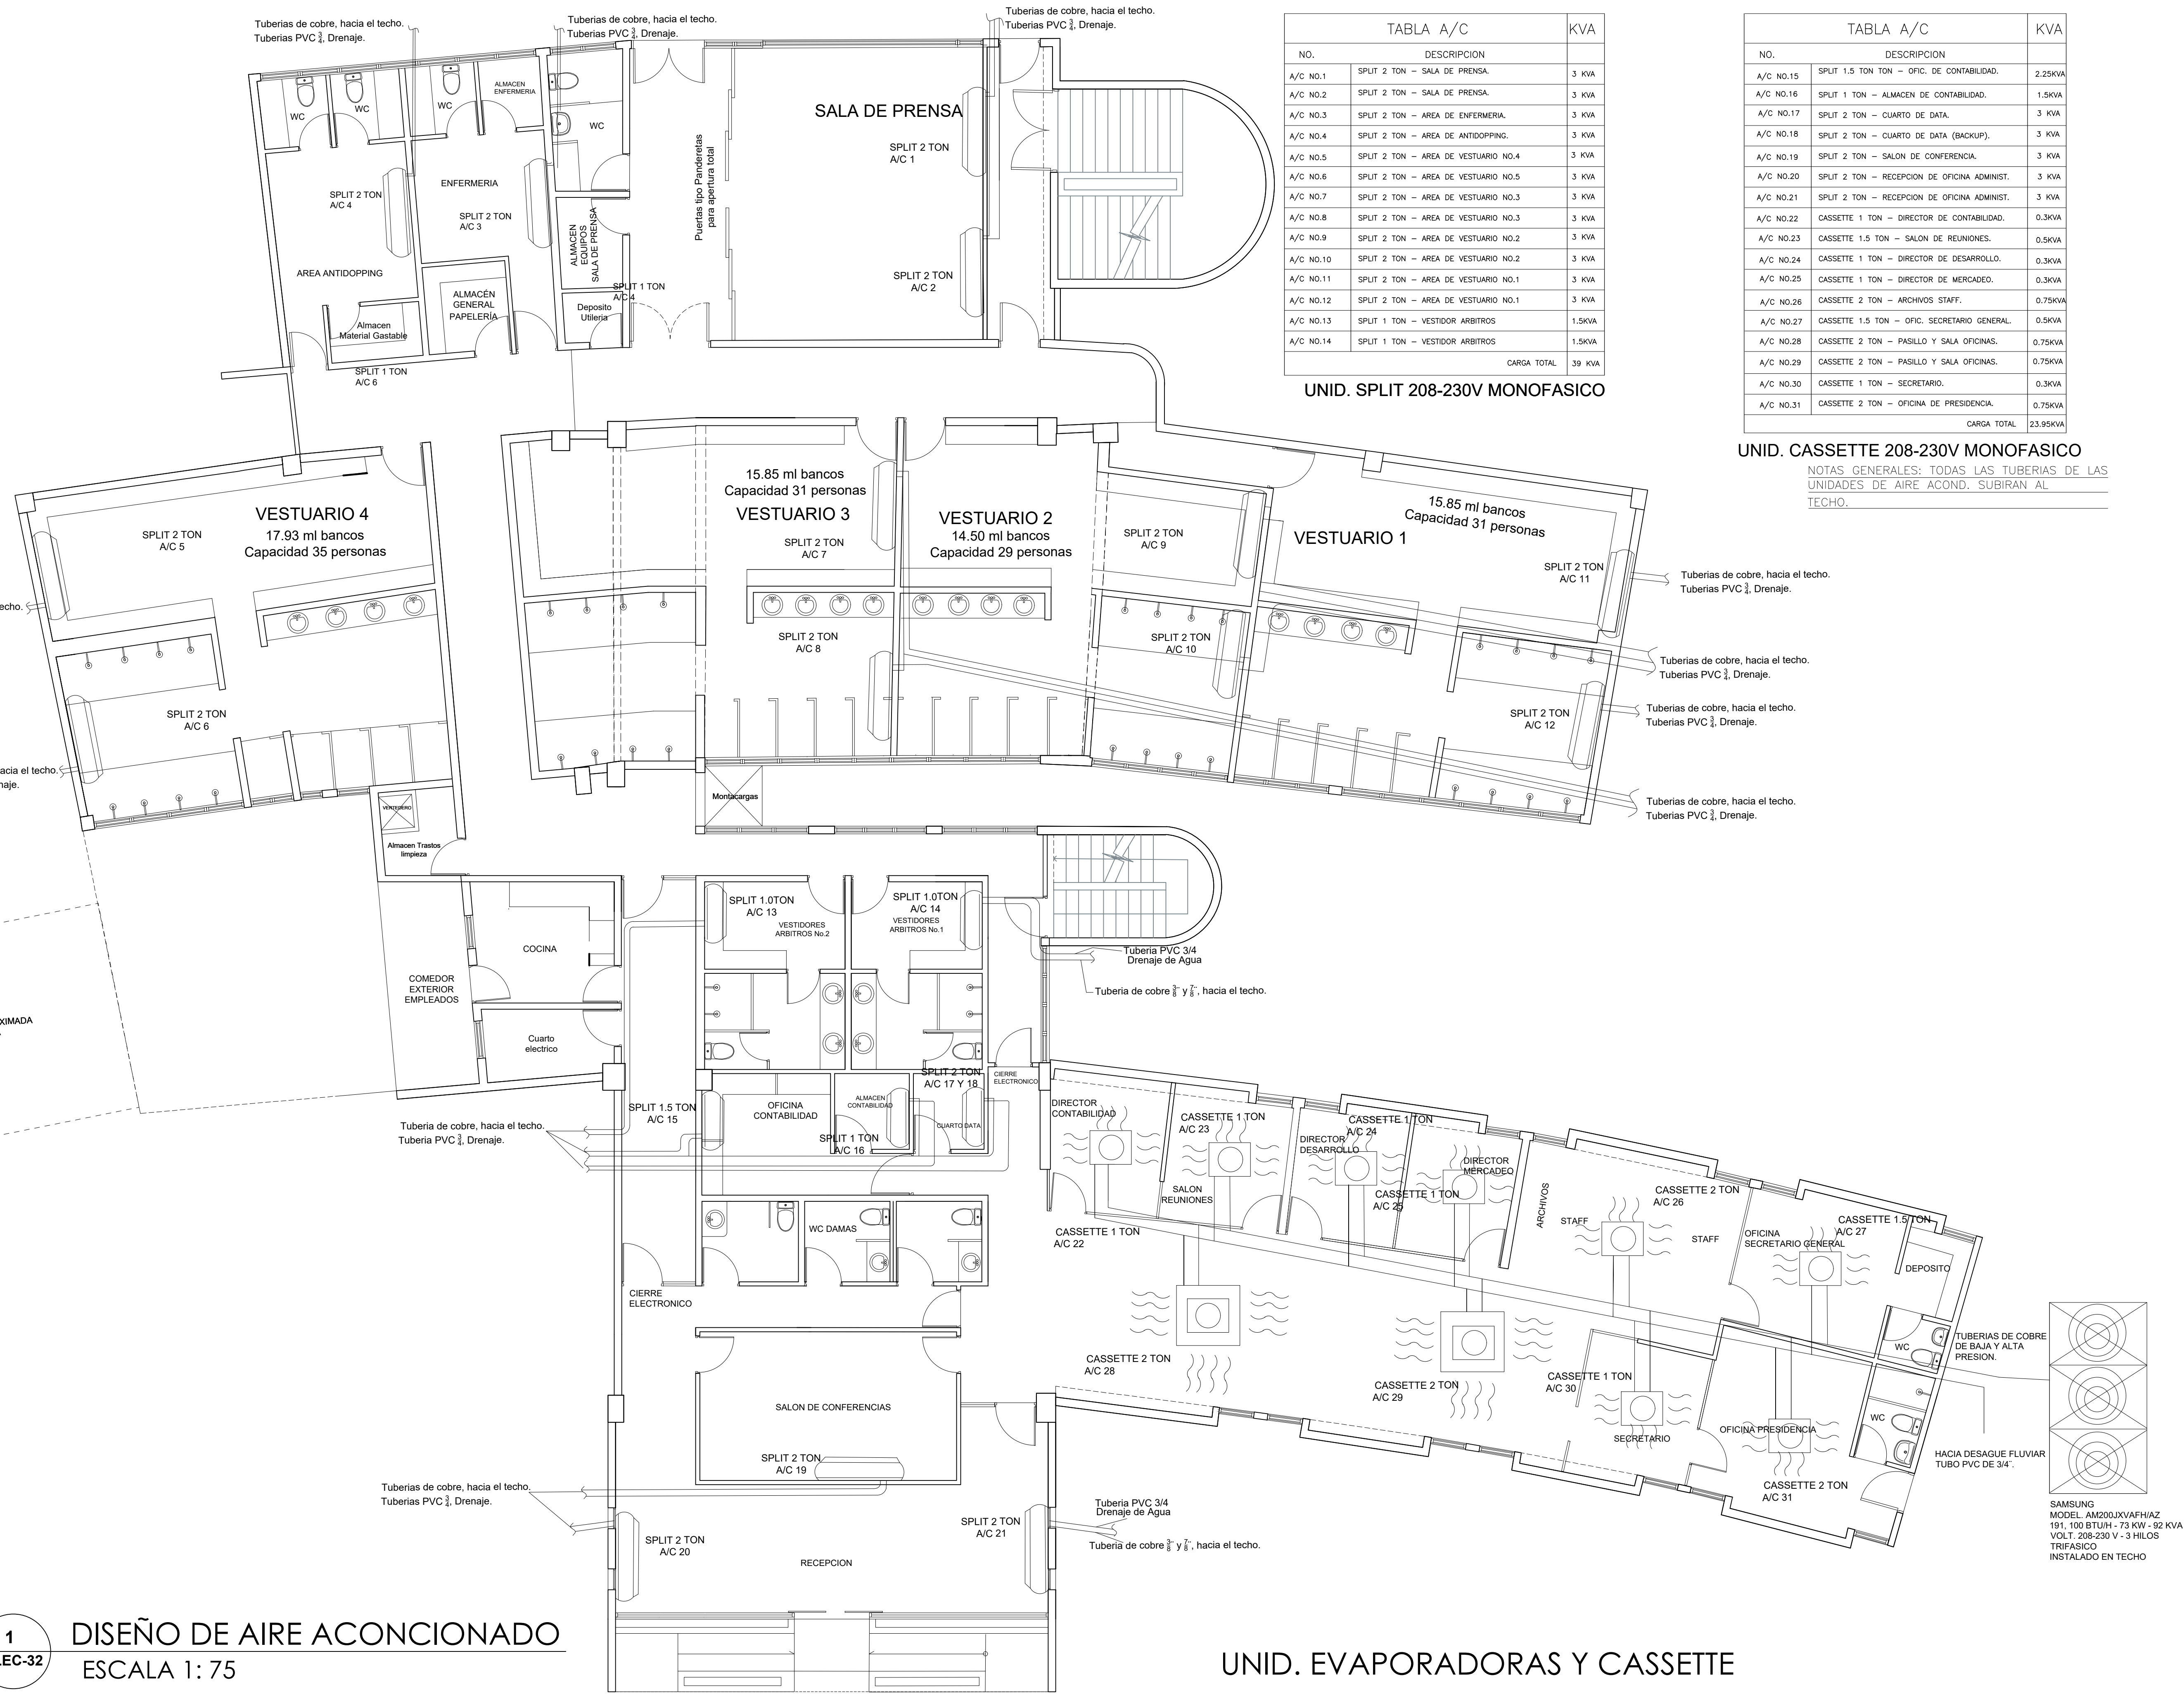 Tuberias de cobre, hacia el techo.
Tuberias PVC 3/4, Drenaje.
Tuberias de cobre, hacia el techo.
Tuberias PVC 3/4, Drenaje.
Tuberias de cobre, hacia el techo.
Tuberias PVC 3/4, Drenaje.
TABLA A/C KVA
NO. DESCRIPCION
A/C NO.1 SPLIT 2 TON – SALA DE PRENSA. 3 KVA
A/C NO.2 SPLIT 2 TON – SALA DE PRENSA. 3 KVA
A/C NO.3 SPLIT 2 TON – AREA DE ENFERMERIA. 3 KVA
A/C NO.4 SPLIT 2 TON – AREA DE ANTIDOPPING. 3 KVA
A/C NO.5 SPLIT 2 TON – AREA DE VESTUARIO NO.4 3 KVA
A/C NO.6 SPLIT 2 TON – AREA DE VESTUARIO NO.5 3 KVA
A/C NO.7 SPLIT 2 TON – AREA DE VESTUARIO NO.3 3 KVA
A/C NO.8 SPLIT 2 TON – AREA DE VESTUARIO NO.3 3 KVA
A/C NO.9 SPLIT 2 TON – AREA DE VESTUARIO NO.2 3 KVA
A/C NO.10 SPLIT 2 TON – AREA DE VESTUARIO NO.2 3 KVA
A/C NO.11 SPLIT 2 TON – AREA DE VESTUARIO NO.1 3 KVA
A/C NO.12 SPLIT 2 TON – AREA DE VESTUARIO NO.1 3 KVA
A/C NO.13 SPLIT 1 TON – VESTIDOR ARBITROS 1.5KVA
A/C NO.14 SPLIT 1 TON – VESTIDOR ARBITROS 1.5KVA
CARGA TOTAL 39 KVA
UNID. SPLIT 208-230V MONOFASICO
TABLA A/C KVA
NO. DESCRIPCION
A/C NO.15 SPLIT 1.5 TON TON – OFIC. DE CONTABILIDAD. 2.25KVA
A/C NO.16 SPLIT 1 TON – ALMACEN DE CONTABILIDAD. 1.5KVA
A/C NO.17 SPLIT 2 TON – CUARTO DE DATA. 3 KVA
A/C NO.18 SPLIT 2 TON – CUARTO DE DATA (BACKUP). 3 KVA
A/C NO.19 SPLIT 2 TON – SALON DE CONFERENCIA. 3 KVA
A/C NO.20 SPLIT 2 TON – RECEPCION DE OFICINA ADMINIST. 3 KVA
A/C NO.21 SPLIT 2 TON – RECEPCION DE OFICINA ADMINIST. 3 KVA
A/C NO.22 CASSETTE 1 TON – DIRECTOR DE CONTABILIDAD. 0.3KVA
A/C NO.23 CASSETTE 1.5 TON – SALON DE REUNIONES. 0.5KVA
A/C NO.24 CASSETTE 1 TON – DIRECTOR DE DESARROLLO. 0.3KVA
A/C NO.25 CASSETTE 1 TON – DIRECTOR DE MERCADEO. 0.3KVA
A/C NO.26 CASSETTE 2 TON – ARCHIVOS STAFF. 0.75KVA
A/C NO.27 CASSETTE 1.5 TON – OFIC. SECRETARIO GENERAL. 0.5KVA
A/C NO.28 CASSETTE 2 TON – PASILLO Y SALA OFICINAS. 0.75KVA
A/C NO.29 CASSETTE 2 TON – PASILLO Y SALA OFICINAS. 0.75KVA
A/C NO.30 CASSETTE 1 TON – SECRETARIO. 0.3KVA
A/C NO.31 CASSETTE 2 TON – OFICINA DE PRESIDENCIA. 0.75KVA
CARGA TOTAL 23.95KVA
UNID. CASSETTE 208-230V MONOFASICO
NOTAS GENERALES: TODAS LAS TUBERIAS DE LAS
UNIDADES DE AIRE ACOND. SUBIRAN AL
TECHO.
WC
WC
WC
ALMACEN
ENFERMERIA
WC
SALA DE PRENSA
SPLIT 2 TON
A/C 1
Puertas tipo Panderetas
para apertura total
SPLIT 2 TON
A/C 4
ENFERMERIA
SPLIT 2 TON
A/C 3
ALMACEN
EQUIPOS
SALA DE PRENSA
AREA ANTIDOPPING
SPLIT 2 TON
A/C 2
SPLIT 1 TON
A/C 4
ALMACÉN
GENERAL
PAPELERÍA
Deposito
Utileria
Almacen
Material Gastable
SPLIT 1 TON
A/C 6
VESTUARIO 4
17.93 ml bancos
Capacidad 35 personas
SPLIT 2 TON
A/C 5
15.85 ml bancos
Capacidad 31 personas
VESTUARIO 3
SPLIT 2 TON
A/C 7
VESTUARIO 2
14.50 ml bancos
Capacidad 29 personas
SPLIT 2 TON
A/C 9
15.85 ml bancos
Capacidad 31 personas
VESTUARIO 1
SPLIT 2 TON
A/C 11
Tuberias de cobre, hacia el techo.
Tuberias PVC 3/4, Drenaje.
echo.
SPLIT 2 TON
A/C 8
SPLIT 2 TON
A/C 10
Tuberias de cobre, hacia el techo.
Tuberias PVC 3/4, Drenaje.
SPLIT 2 TON
A/C 6
SPLIT 2 TON
A/C 12
Tuberias de cobre, hacia el techo.
Tuberias PVC 3/4, Drenaje.
acia el techo.
naje.
Montacargas
Tuberias de cobre, hacia el techo.
Tuberias PVC 3/4, Drenaje.
VERTEDERO
Almacen Trastos
limpieza
SPLIT 1.0TON
A/C 13
VESTIDORES
ARBITROS No.2
SPLIT 1.0TON
A/C 14
VESTIDORES
ARBITROS No.1
COCINA
Tuberia PVC 3/4
Drenaje de Agua
COMEDOR
EXTERIOR
EMPLEADOS
Tuberia de cobre 3/8" y 7/8", hacia el techo.
XIMADA
Cuarto
electrico
SPLIT 2 TON
A/C 17 Y 18
CIERRE
ELECTRONICO
SPLIT 1.5 TON
A/C 15
OFICINA
CONTABILIDAD
ALMACEN
CONTABILIDAD
CUARTO DATA
SPLIT 1 TON
A/C 16
Tuberia de cobre, hacia el techo.
Tuberia PVC 3/4, Drenaje.
DIRECTOR
CONTABILIDAD
CASSETTE 1 TON
A/C 23
CASSETTE 1 TON
A/C 24
DIRECTOR
DESARROLLO
DIRECTOR
MERCADEO
SALON
REUNIONES
CASSETTE 1 TON
A/C 25
ARCHIVOS
CASSETTE 2 TON
A/C 26
STAFF
STAFF
CASSETTE 1.5 TON
A/C 27
OFICINA
SECRETARIO GENERAL
DEPOSITO
WC DAMAS
CASSETTE 1 TON
A/C 22
CIERRE
ELECTRONICO
WC
TUBERIAS DE COBRE
DE BAJA Y ALTA
PRESION.
CASSETTE 2 TON
A/C 28
CASSETTE 2 TON
A/C 29
CASSETTE 1 TON
A/C 30
SALON DE CONFERENCIAS
SECRETARIO
OFICINA PRESIDENCIA
WC
HACIA DESAGUE FLUVIAR
TUBO PVC DE 3/4".
SPLIT 2 TON
A/C 19
CASSETTE 2 TON
A/C 31
Tuberias de cobre, hacia el techo.
Tuberias PVC 3/4, Drenaje.
Tuberia PVC 3/4
Drenaje de Agua
SAMSUNG
MODEL. AM200JXVAFH/AZ
191, 100 BTU/H - 73 KW - 92 KVA
VOLT. 208-230 V - 3 HILOS
TRIFASICO
INSTALADO EN TECHO
SPLIT 2 TON
A/C 20
SPLIT 2 TON
A/C 21
Tuberia de cobre 3/8" y 7/8", hacia el techo.
RECEPCION
1
LEC-32
DISEÑO DE AIRE ACONCIONADO
ESCALA 1: 75
UNID. EVAPORADORAS Y CASSETTE